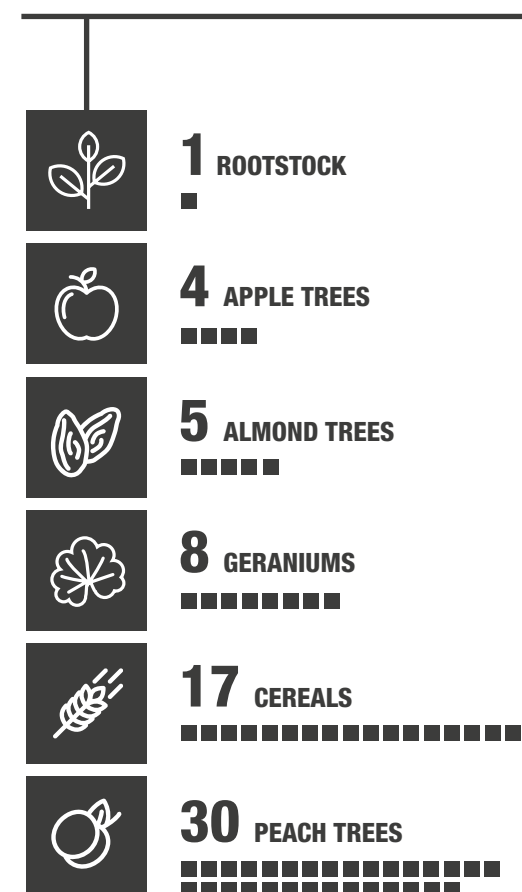 1 ROOTSTOCK
4 APPLE TREES
5 ALMOND TREES
8 GERANIUMS
17 CEREALS
30 PEACH TREES